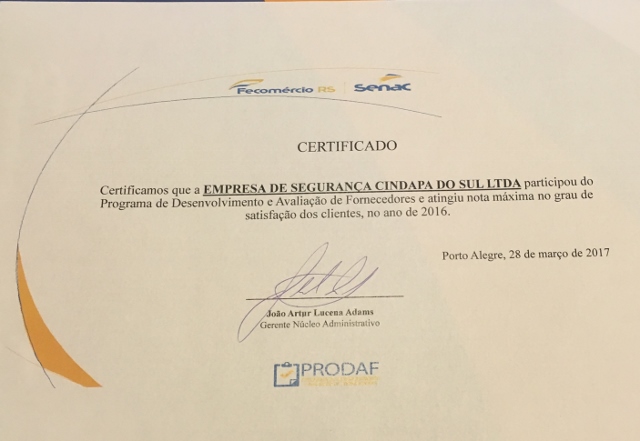 Fecomércio RS Senac
CERTIFICADO
Certificamos que a EMPRESA DE SEGURANÇA CINDAPA DO SUL LTDA participou do
Programa de Desenvolvimento e Avaliação de Fornecedores e atingiu nota máxima no grau de
satisfação dos clientes, no ano de 2016.
Porto Alegre, 28 de março de 2017
João Artur Lucena Adams
Gerente Núcleo Administrativo
PRODAF